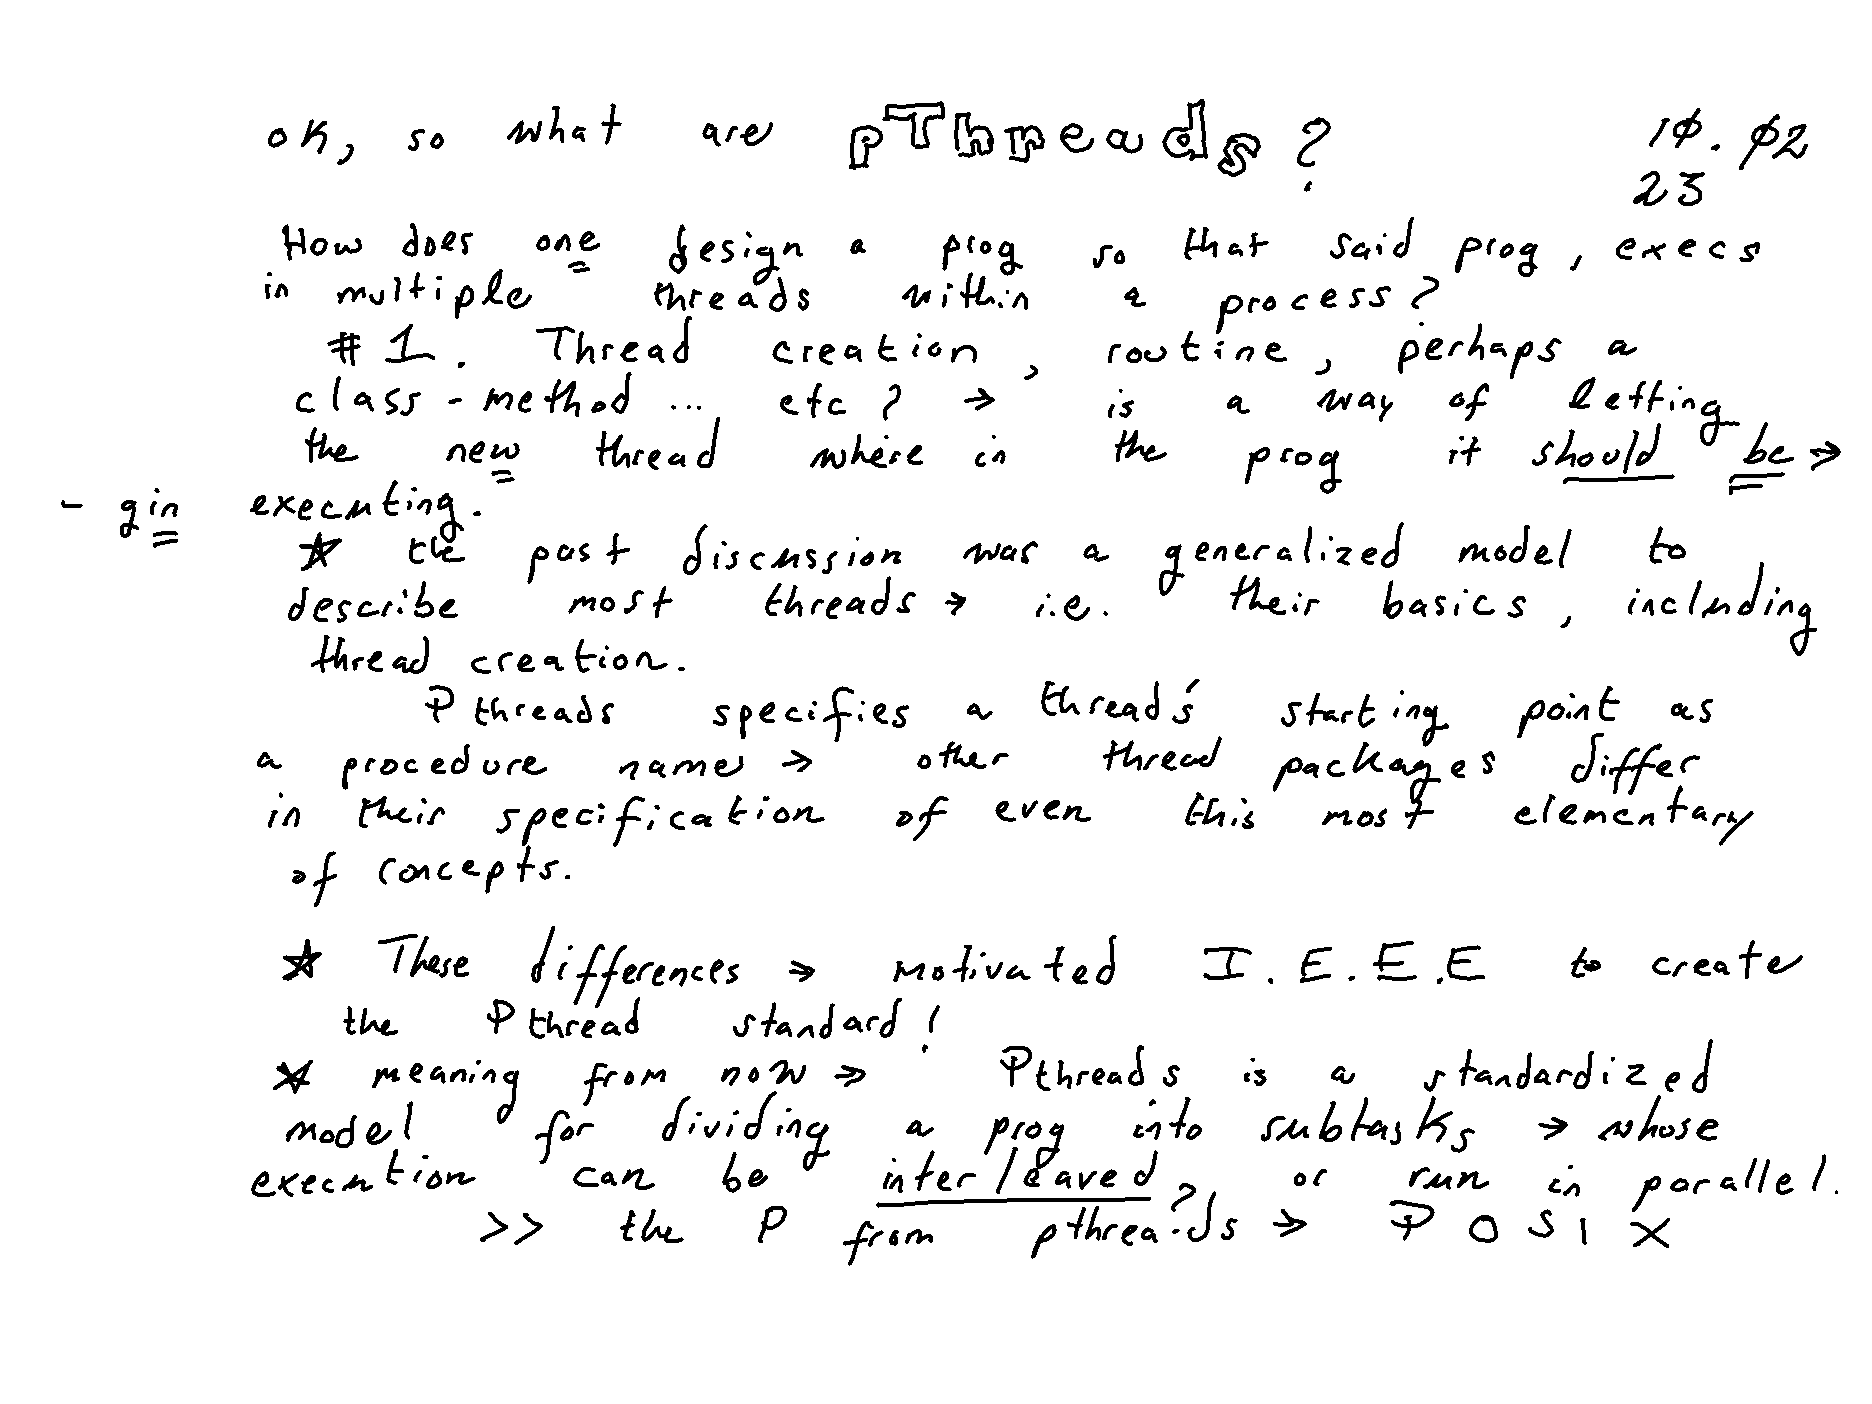 ok, so what are pThreads? 10.02
23
How does one design a prog so that said prog, execs
in multiple threads within a process?
#1. Thread creation, routine, perhaps a
class-method ... etc? → is a way of letting
the new thread where in the prog it should be →
- gin executing.
☆ the past discussion was a generalized model to
describe most threads → i.e. their basics, including
thread creation.
Pthreads specifies a thread's starting point as
a procedure name → other thread packages differ
in their specification of even this most elementary
of concepts.
☆ These differences → motivated I.E.E.E to create
the Pthread standard!
☆ meaning from now → Pthreads is a standardized
model for dividing a prog into subtasks → whose
execution can be interleaved? or run in parallel.
>> the P from pthreads → POSIX